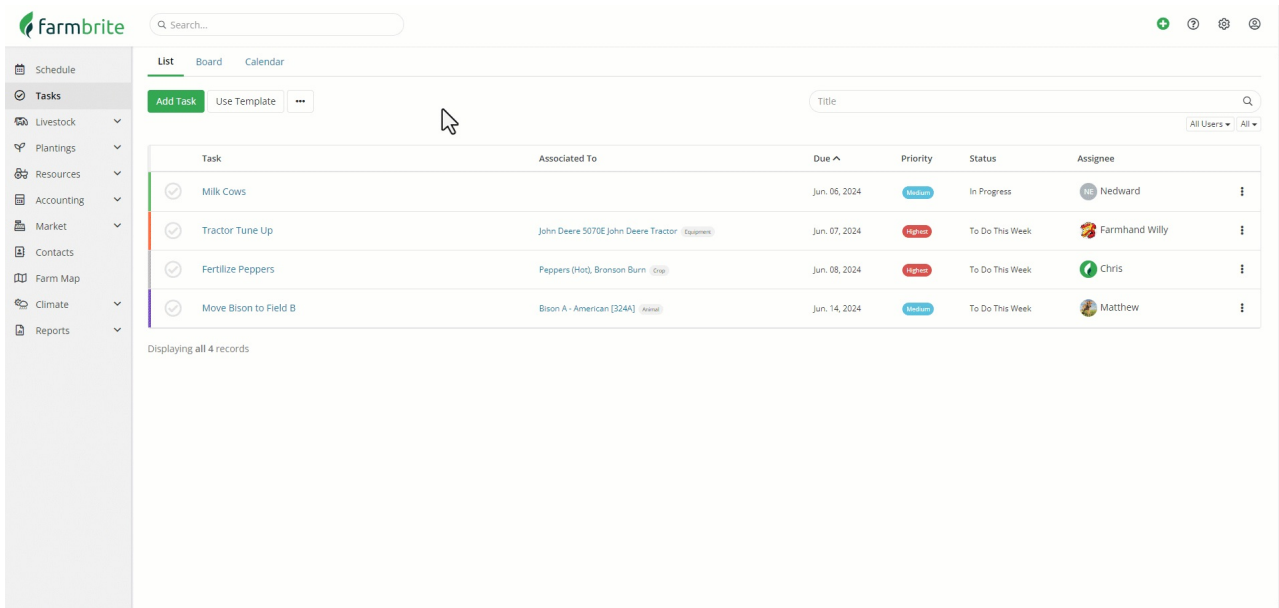 farmbrite
Search...
Schedule
Tasks
Livestock
Plantings
Resources
Accounting
Market
Contacts
Farm Map
Climate
Reports
List Board Calendar
Add Task Use Template ...
Title
All Users All
Task Associated To Due Priority Status Assignee
Milk Cows Jun. 06, 2024 Medium In Progress NE Nedward
Tractor Tune Up John Deere 5070E John Deere Tractor Equipment Jun. 07, 2024 Highest To Do This Week Farmhand Willy
Fertilize Peppers Peppers (Hot), Bronson Burn Crop Jun. 08, 2024 Highest To Do This Week Chris
Move Bison to Field B Bison A - American [324A] Animal Jun. 14, 2024 Medium To Do This Week Matthew
Displaying all 4 records